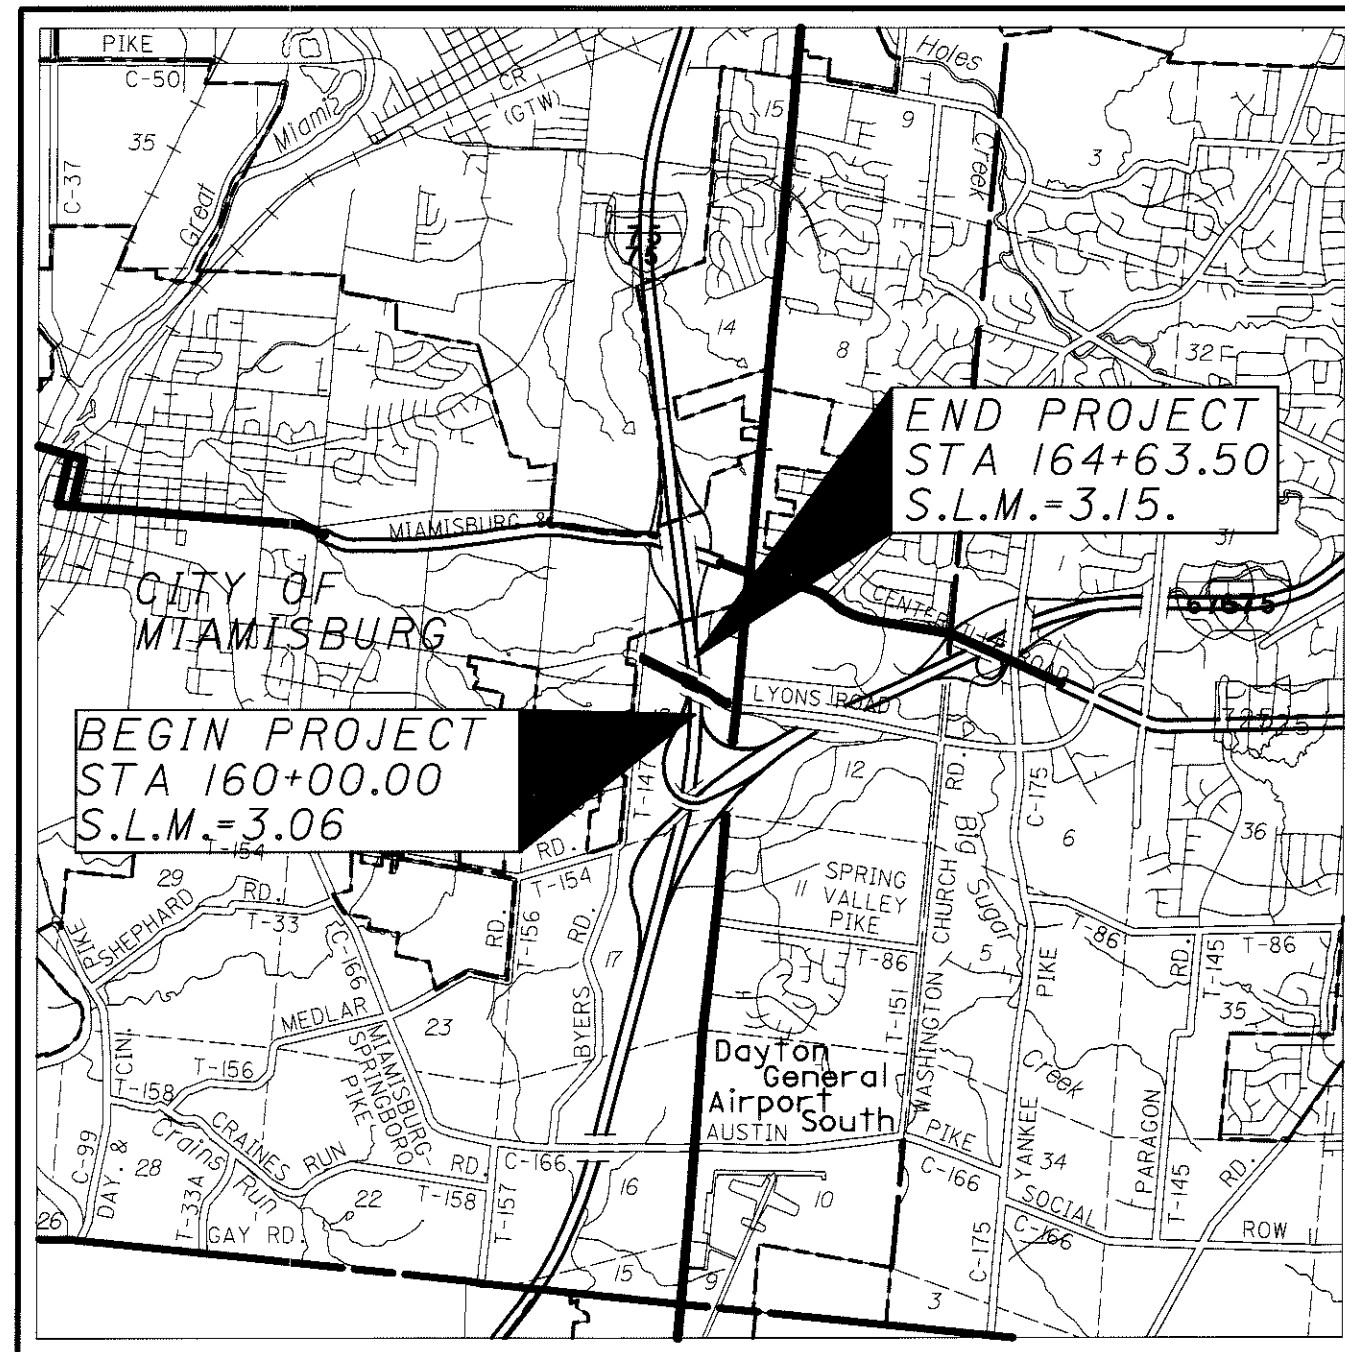 PIKE
C-50
35
C-37
Great
Miami
CR
(GTW)
75
15
9
Holes
Creek
3
14
8
32
END PROJECT
STA 164+63.50
S.L.M.=3.15.
31
MIAMISBURG &
CITY OF
MIAMISBURG
ROAD
675
725
LYONS ROAD
BEGIN PROJECT
STA 160+00.00
S.L.M.=3.06
T-147
12
RD.
C-175
6
36
T-154
RD.
T-154
29
SHEPHARD RD.
T-33
PIKE
C-166
RD.
T-156
BYERS RD.
17
11
SPRING
VALLEY
PIKE
T-86
WASHINGTON CHURCH RD.
T-151
Big Sugar
Creek
5
PIKE
T-86
T-86
RD.
T-145
35
MEDLAR
23
MIAMISBURG-
SPRINGBORO
PIKE
CIN.
T-156
T-158
Dayton
General
Airport
South
AUSTIN
PIKE
C-166
YANKEE
34
PARAGON
T-145
RD.
CRAINES RUN RD.
Crains Run
C-166
C-99
DAY. &
28
T-33A
22
T-158
T-157
16
10
SOCIAL
C-166
ROW
26
GAY RD.
15
9
3
C-175